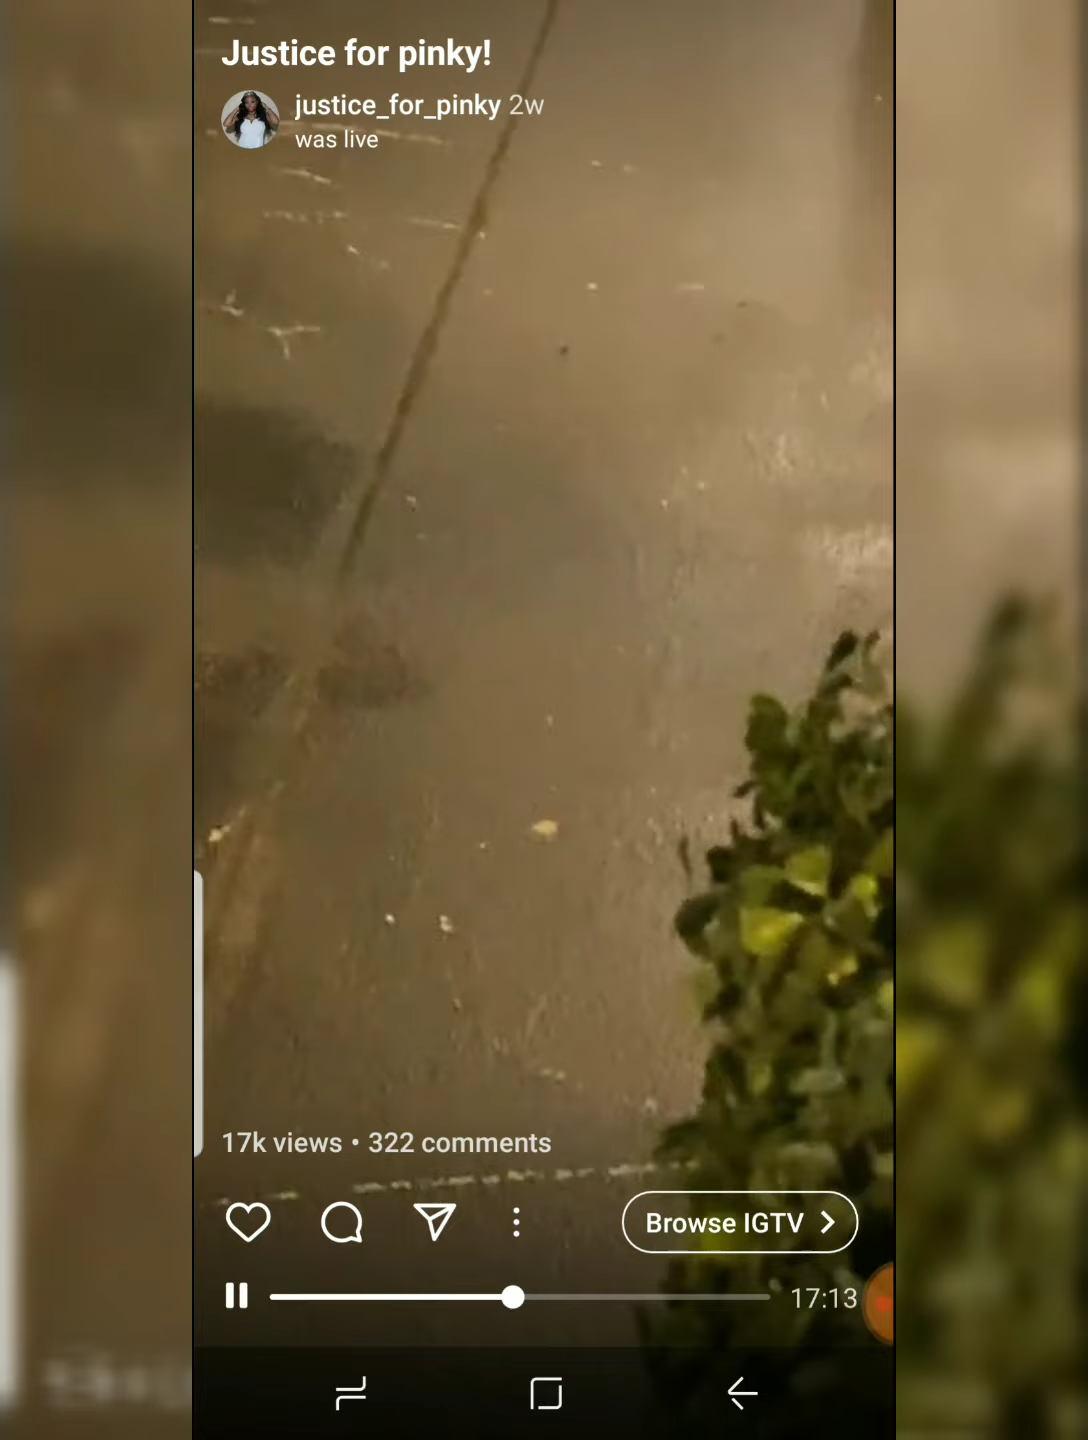 Justice for pinky!
justice_for_pinky 2w
was live
17k views • 322 comments
Browse IGTV
17:13